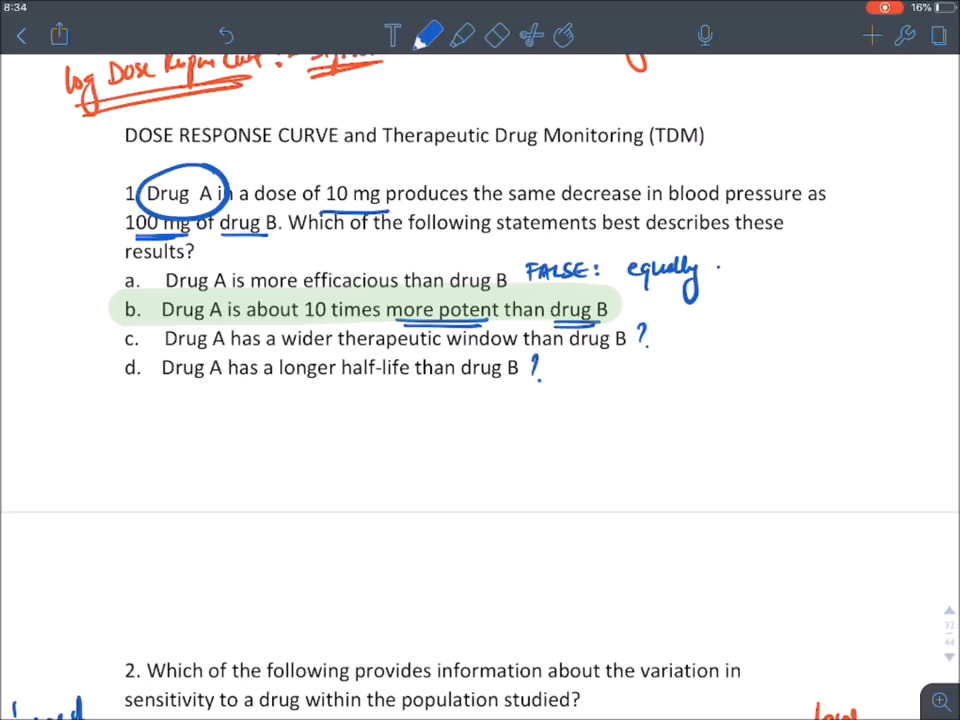 8:34
16%
T
log Dose
DOSE RESPONSE CURVE and Therapeutic Drug Monitoring (TDM)
1. Drug A in a dose of 10 mg produces the same decrease in blood pressure as
100 mg of drug B. Which of the following statements best describes these
results?
a. Drug A is more efficacious than drug B FALSE: equally
b. Drug A is about 10 times more potent than drug B
c. Drug A has a wider therapeutic window than drug B ?
d. Drug A has a longer half-life than drug B ?
32
44
2. Which of the following provides information about the variation in
sensitivity to a drug within the population studied?